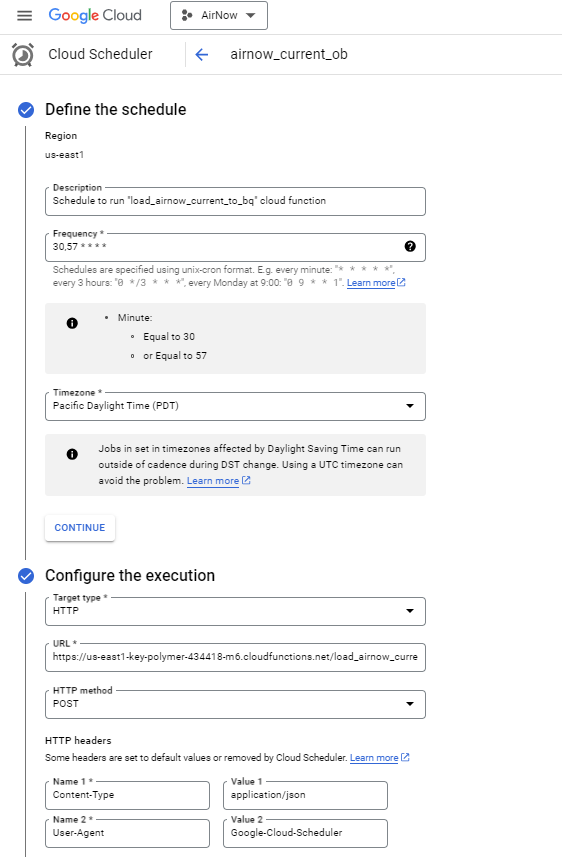 Google Cloud
AirNow
Cloud Scheduler
airnow_current_ob
Define the schedule
Region
us-east1
Description
Schedule to run "load_airnow_current_to_bq" cloud function
Frequency *
30,57 * * * *
Schedules are specified using unix-cron format. E.g. every minute: "* * * * *",
every 3 hours: "0 */3 * * *", every Monday at 9:00: "0 9 * * 1". Learn more
Minute:
Equal to 30
or Equal to 57
Timezone *
Pacific Daylight Time (PDT)
Jobs in set in timezones affected by Daylight Saving Time can run
outside of cadence during DST change. Using a UTC timezone can
avoid the problem. Learn more
CONTINUE
Configure the execution
Target type *
HTTP
URL *
https://us-east1-key-polymer-434418-m6.cloudfunctions.net/load_airnow_curre
HTTP method
POST
HTTP headers
Some headers are set to default values or removed by Cloud Scheduler. Learn more
Name 1 *
Content-Type
Value 1
application/json
Name 2 *
User-Agent
Value 2
Google-Cloud-Scheduler